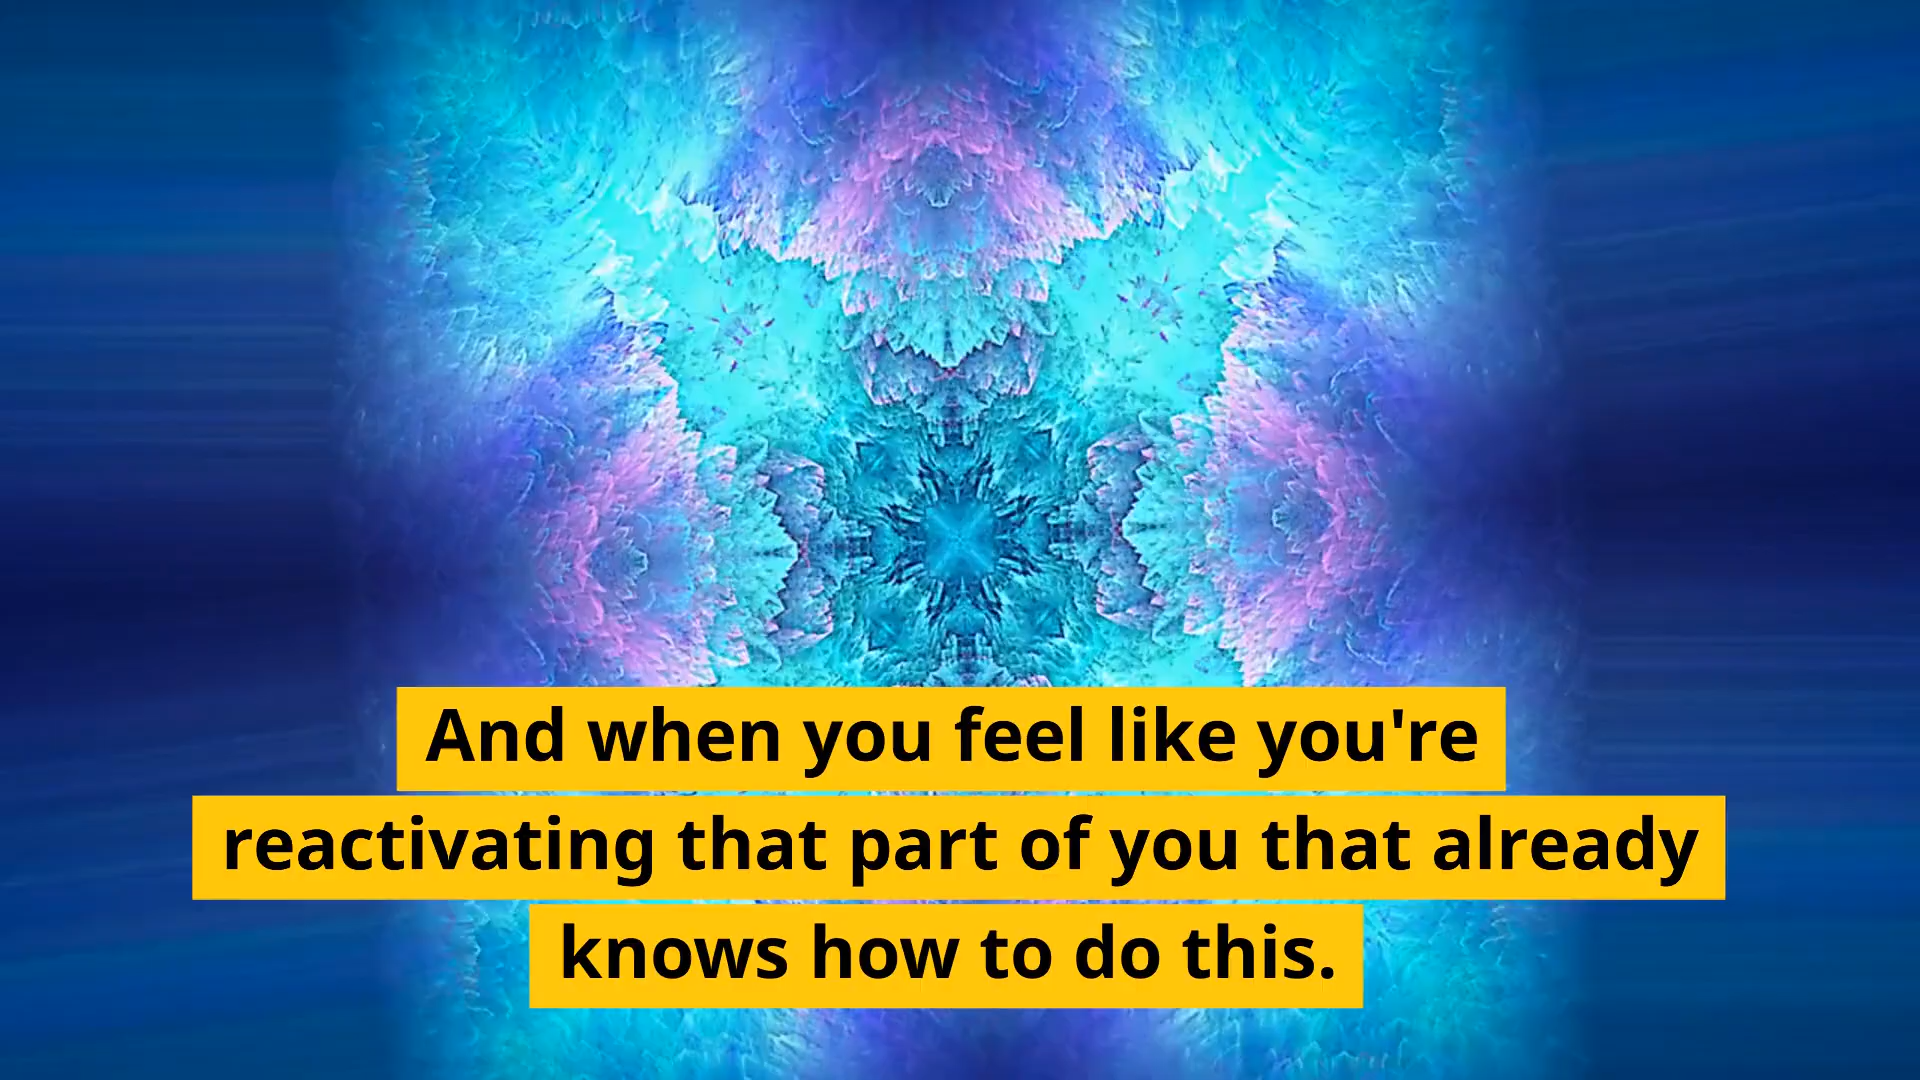 And when you feel like you're
reactivating that part of you that already
knows how to do this.